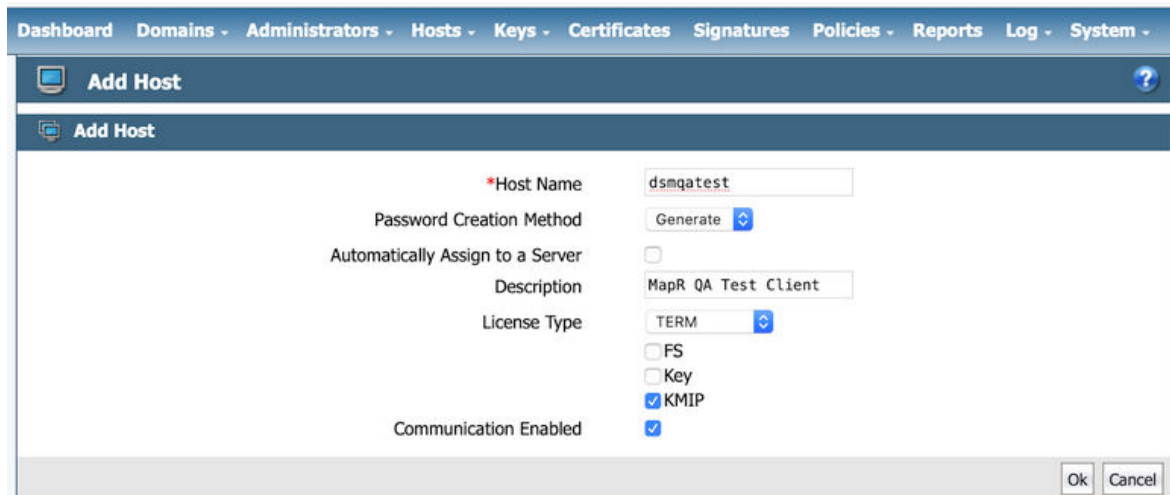 Dashboard Domains - Administrators - Hosts - Keys - Certificates Signatures Policies - Reports Log - System -
Add Host ?
Add Host
*Host Name dsmqatest
Password Creation Method Generate
Automatically Assign to a Server
Description MapR QA Test Client
License Type TERM
FS
Key
KMIP
Communication Enabled
Ok Cancel